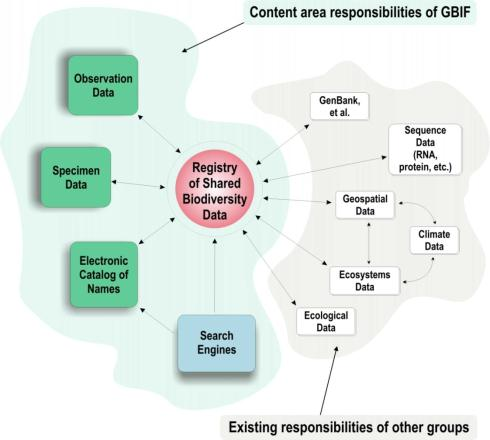 Content area responsibilities of GBIF
Observation
Data
GenBank,
et al.
Sequence
Data
(RNA,
protein, etc.)
Specimen
Data
Registry
of Shared
Biodiversity
Data
Geospatial
Data
Climate
Data
Electronic
Catalog of
Names
Ecosystems
Data
Search
Engines
Ecological
Data
Existing responsibilities of other groups